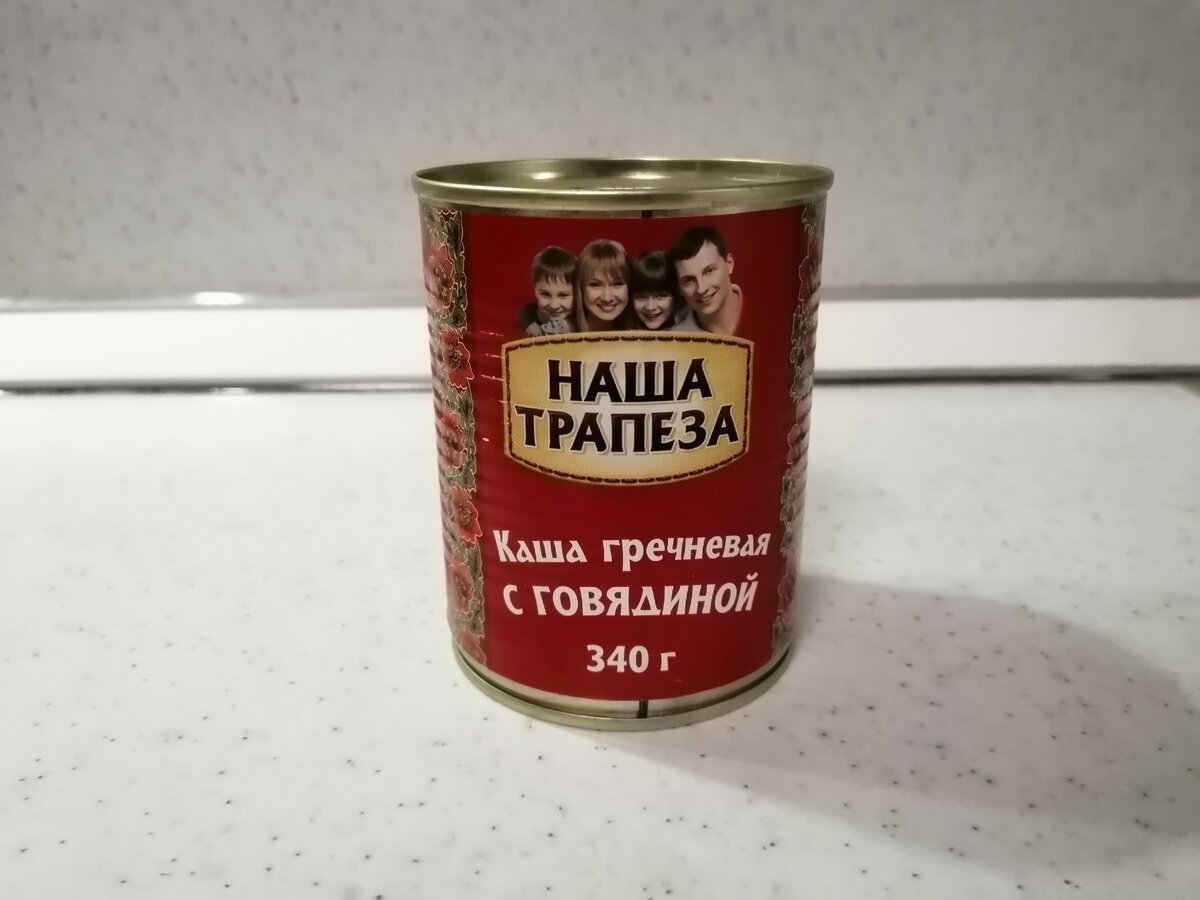 НАША
ТРАПЕЗА
Каша гречневая
с говядиной
340 г